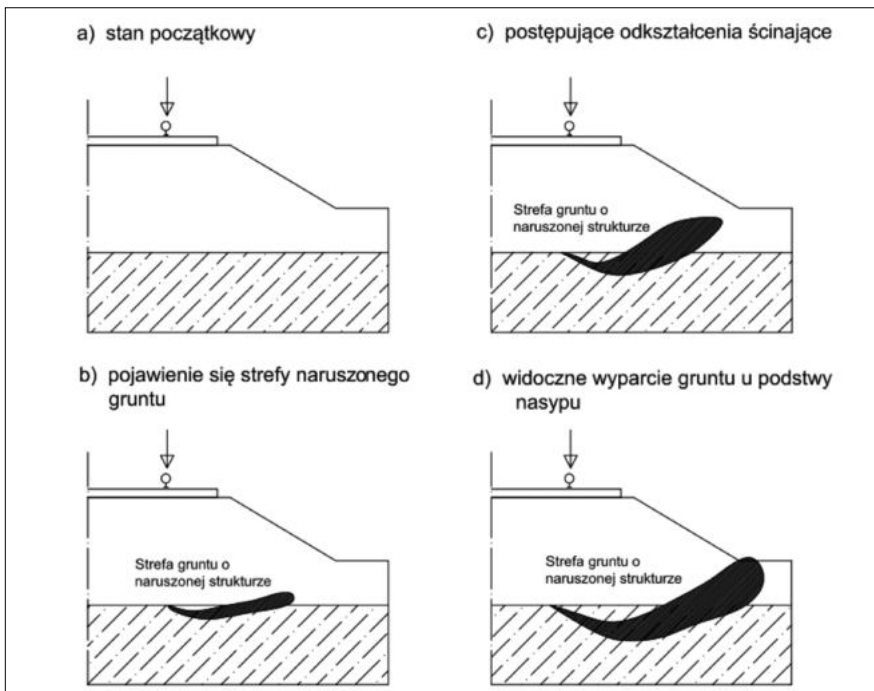 a) stan początkowy
c) postępujące odkształcenia ścinające
Strefa gruntu o
naruszonej strukturze
b) pojawienie się strefy naruszonego
gruntu
d) widoczne wyparcie gruntu u podstwy
nasypu
Strefa gruntu o
naruszonej strukturze
Strefa gruntu o
naruszonej strukturze